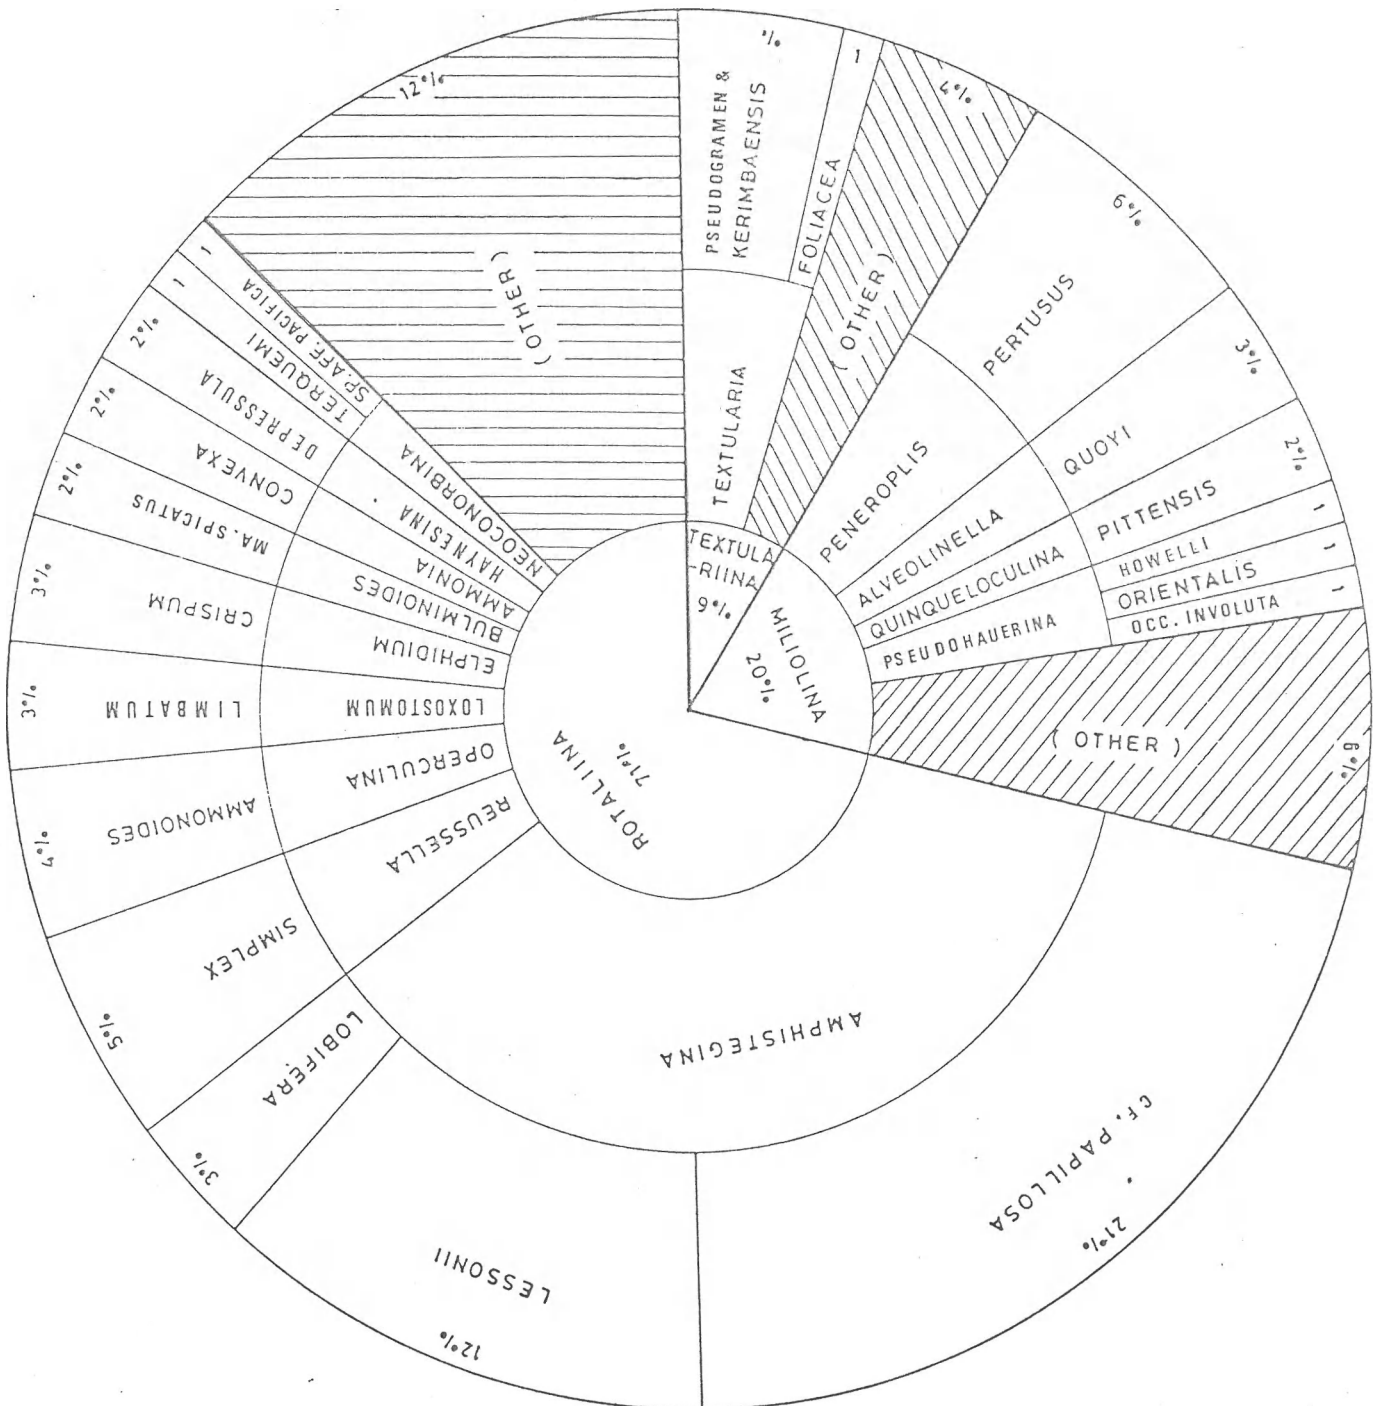 TEXTULA
-RIINA
9%
MILIOLINA
20%
ROTALIINA
71%
TEXTULARIA
PSEUDOGRAMEN &
KERIMBAENSIS
%
FOLIACEA
1
(OTHER)
4%
PENEROPLIS
PERTUSUS
6%
ALVEOLINELLA
QUOYI
3%
QUINQUELOCULINA
PITTENSIS
2%
PSEUDOHAUERINA
HOWELLI
1
ORIENTALIS
1
OCC. INVOLUTA
1
( OTHER )
6%
AMPHISTEGINA
CF. PAPILLOSA
21%
LESSONII
12%
LOBIFERA
3%
REUSSELLA
SIMPLEX
5%
OPERCULINA
AMMONOIDES
4%
LOXOSTOMUM
LIMBATUM
3%
ELPHIDIUM
CRISPUM
3%
BULMINOIDES
MA. SPICATUS
2%
AMMONIA
CONVEXA
2%
HAYNESINA
DEPRESSULA
2%
NEOCONORBINA
TERQUEMI
1
SP. AFF. PACIFICA
1
(OTHER)
12%